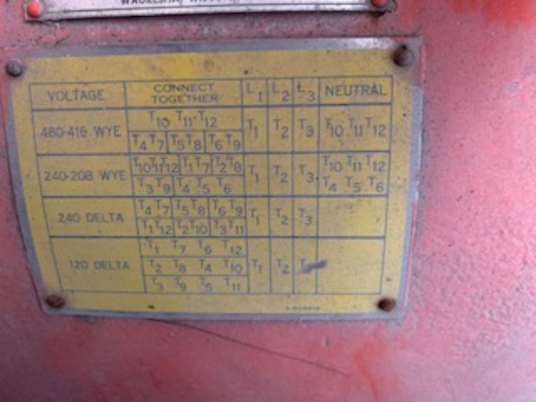 VOLTAGE CONNECT TOGETHER L1 L2 L3 NEUTRAL
480-416 WYE T10 T11-T12 T1 T2 T3 T10 T11 T12
T4 T7 T5 T8 T6 T9
240-208 WYE T10 T11 T12 T1 T7 T2 T8 T1 T2 T3 T10 T11 T12
T3 T9 T4 T5 T6 T4 T5 T6
240 DELTA T4 T7 T5 T8 T6 T9 T1 T2 T3
T1 T12 T2 T10 T3 T11
120 DELTA T1 T7 T6 T12 T1 T2
T2 T8 T4 T10
T3 T9 T5 T11